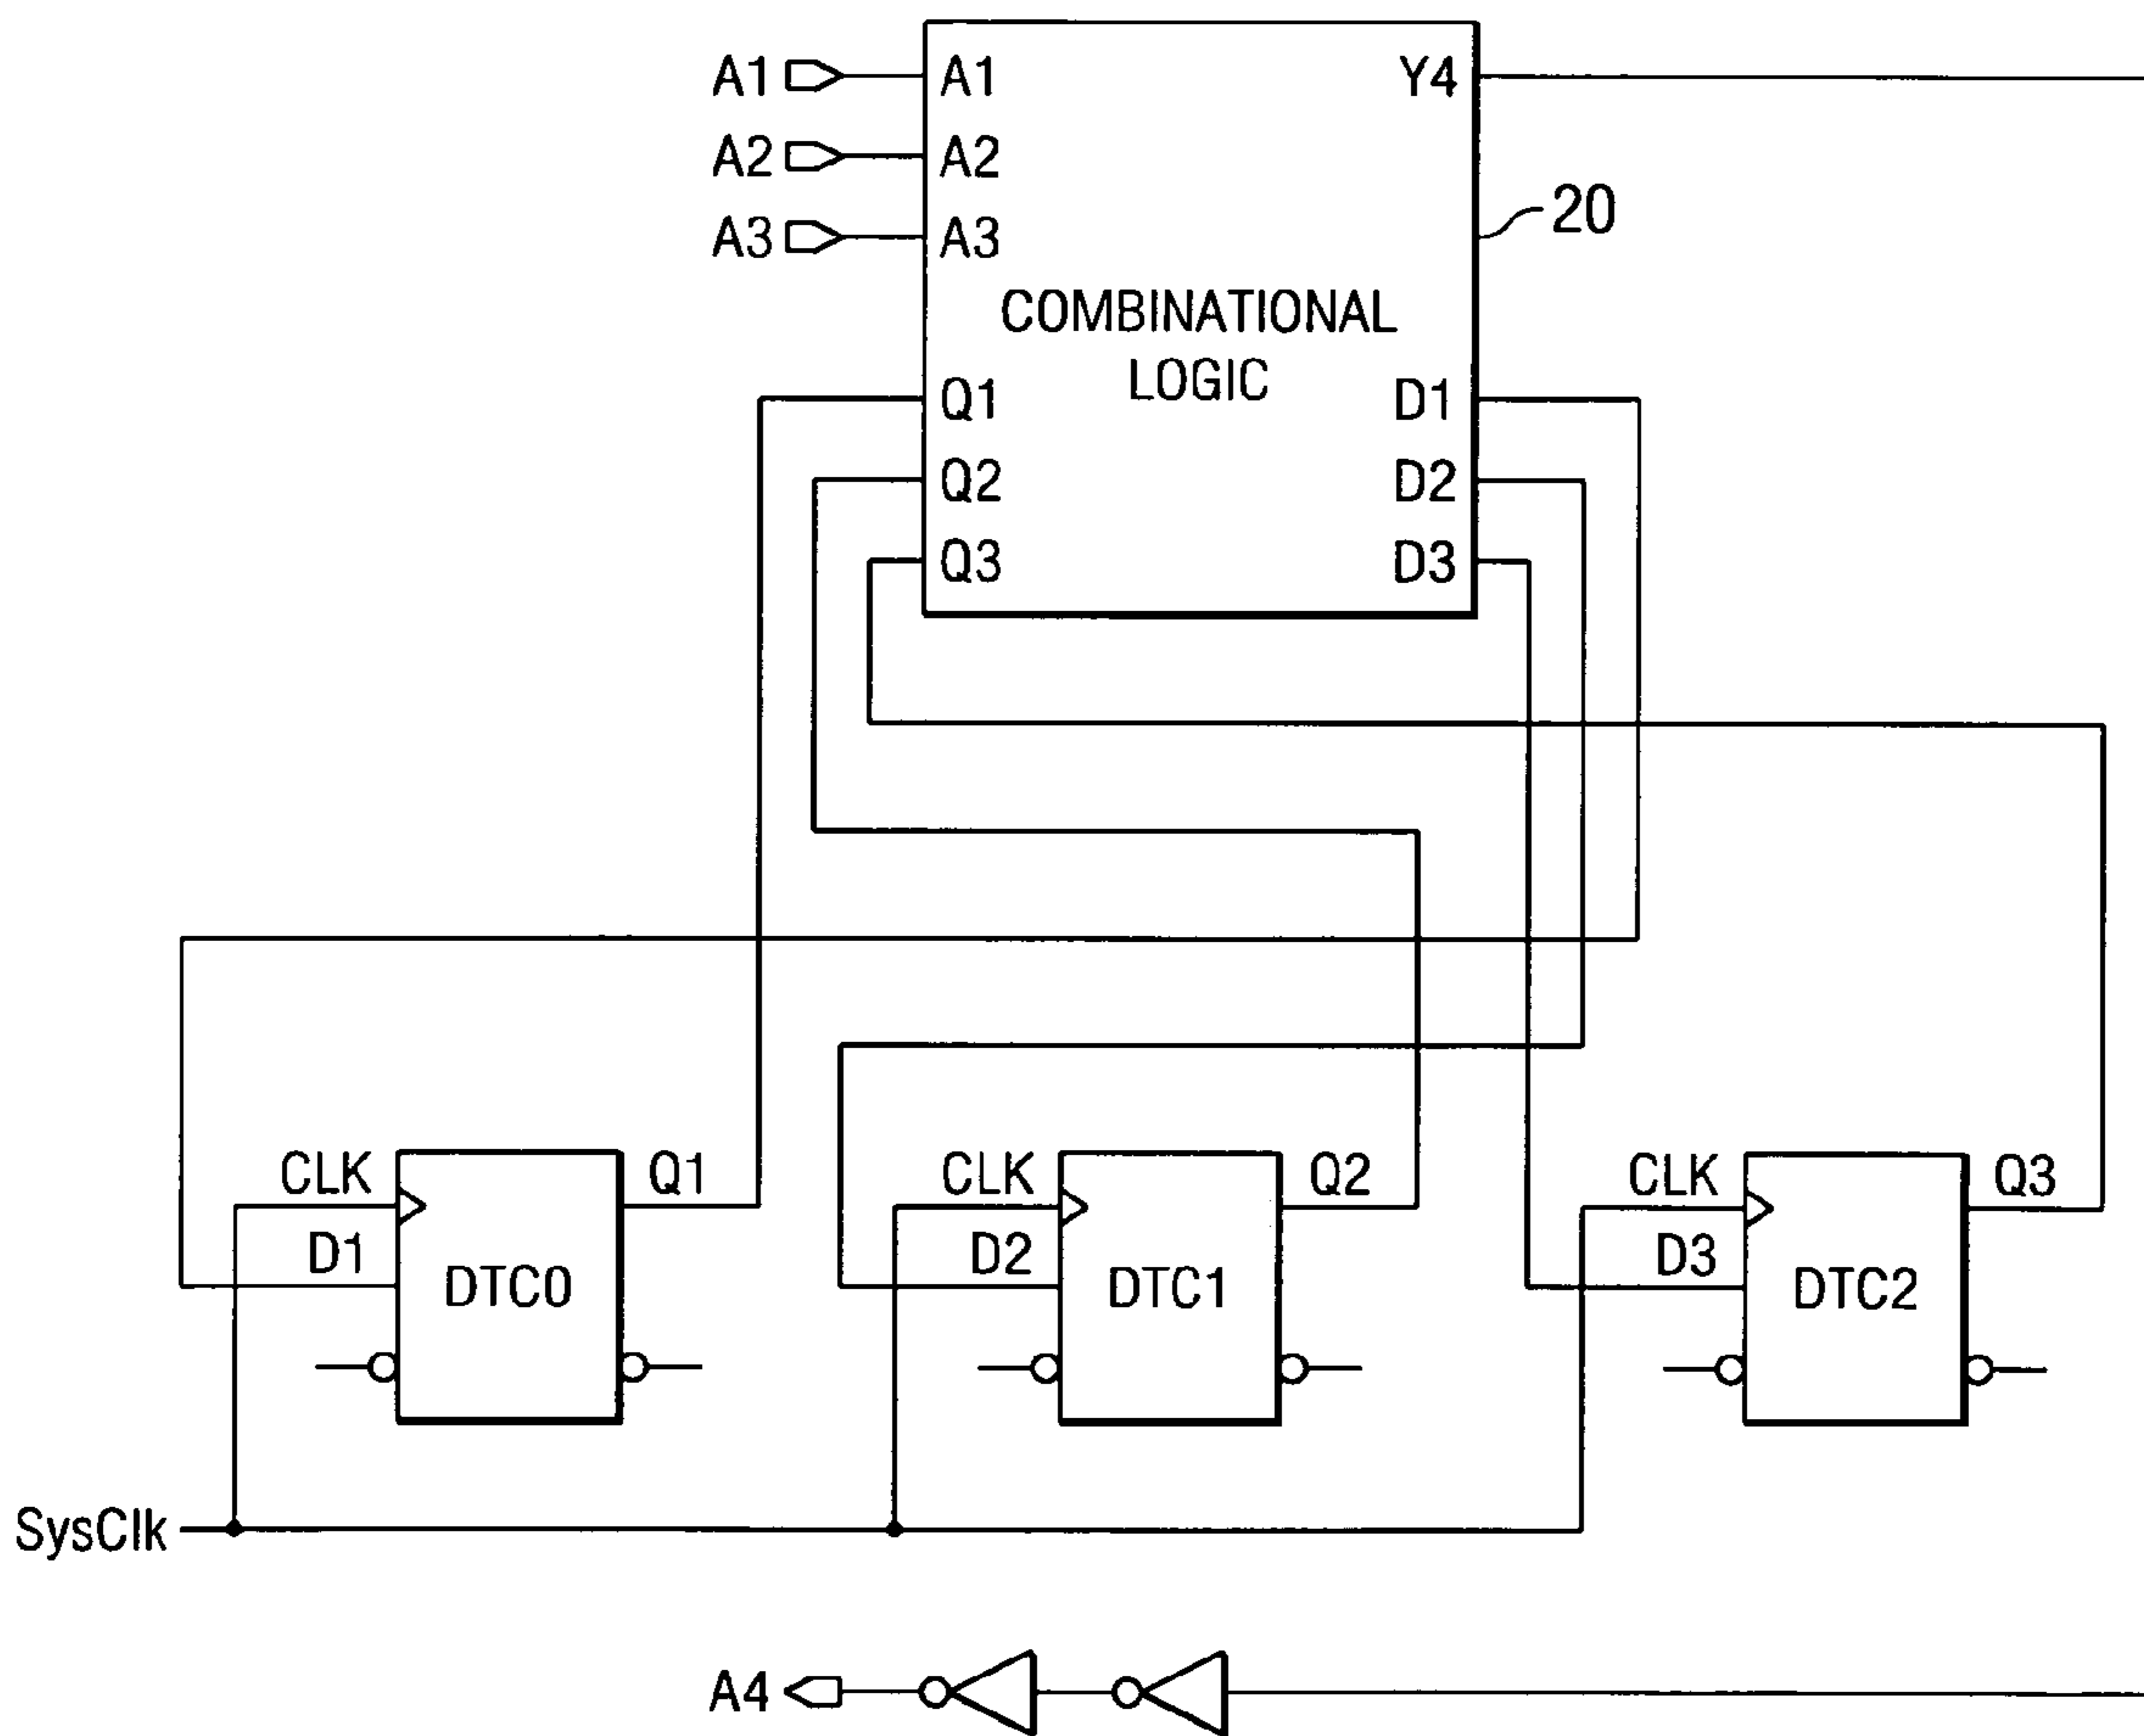 A1 A1 Y4
A2 A2
20
A3 A3
COMBINATIONAL
LOGIC
Q1 D1
Q2 D2
Q3 D3
CLK Q1 CLK Q2 CLK Q3
D1 D2 D3
DTC0 DTC1 DTC2
SysClk
A4